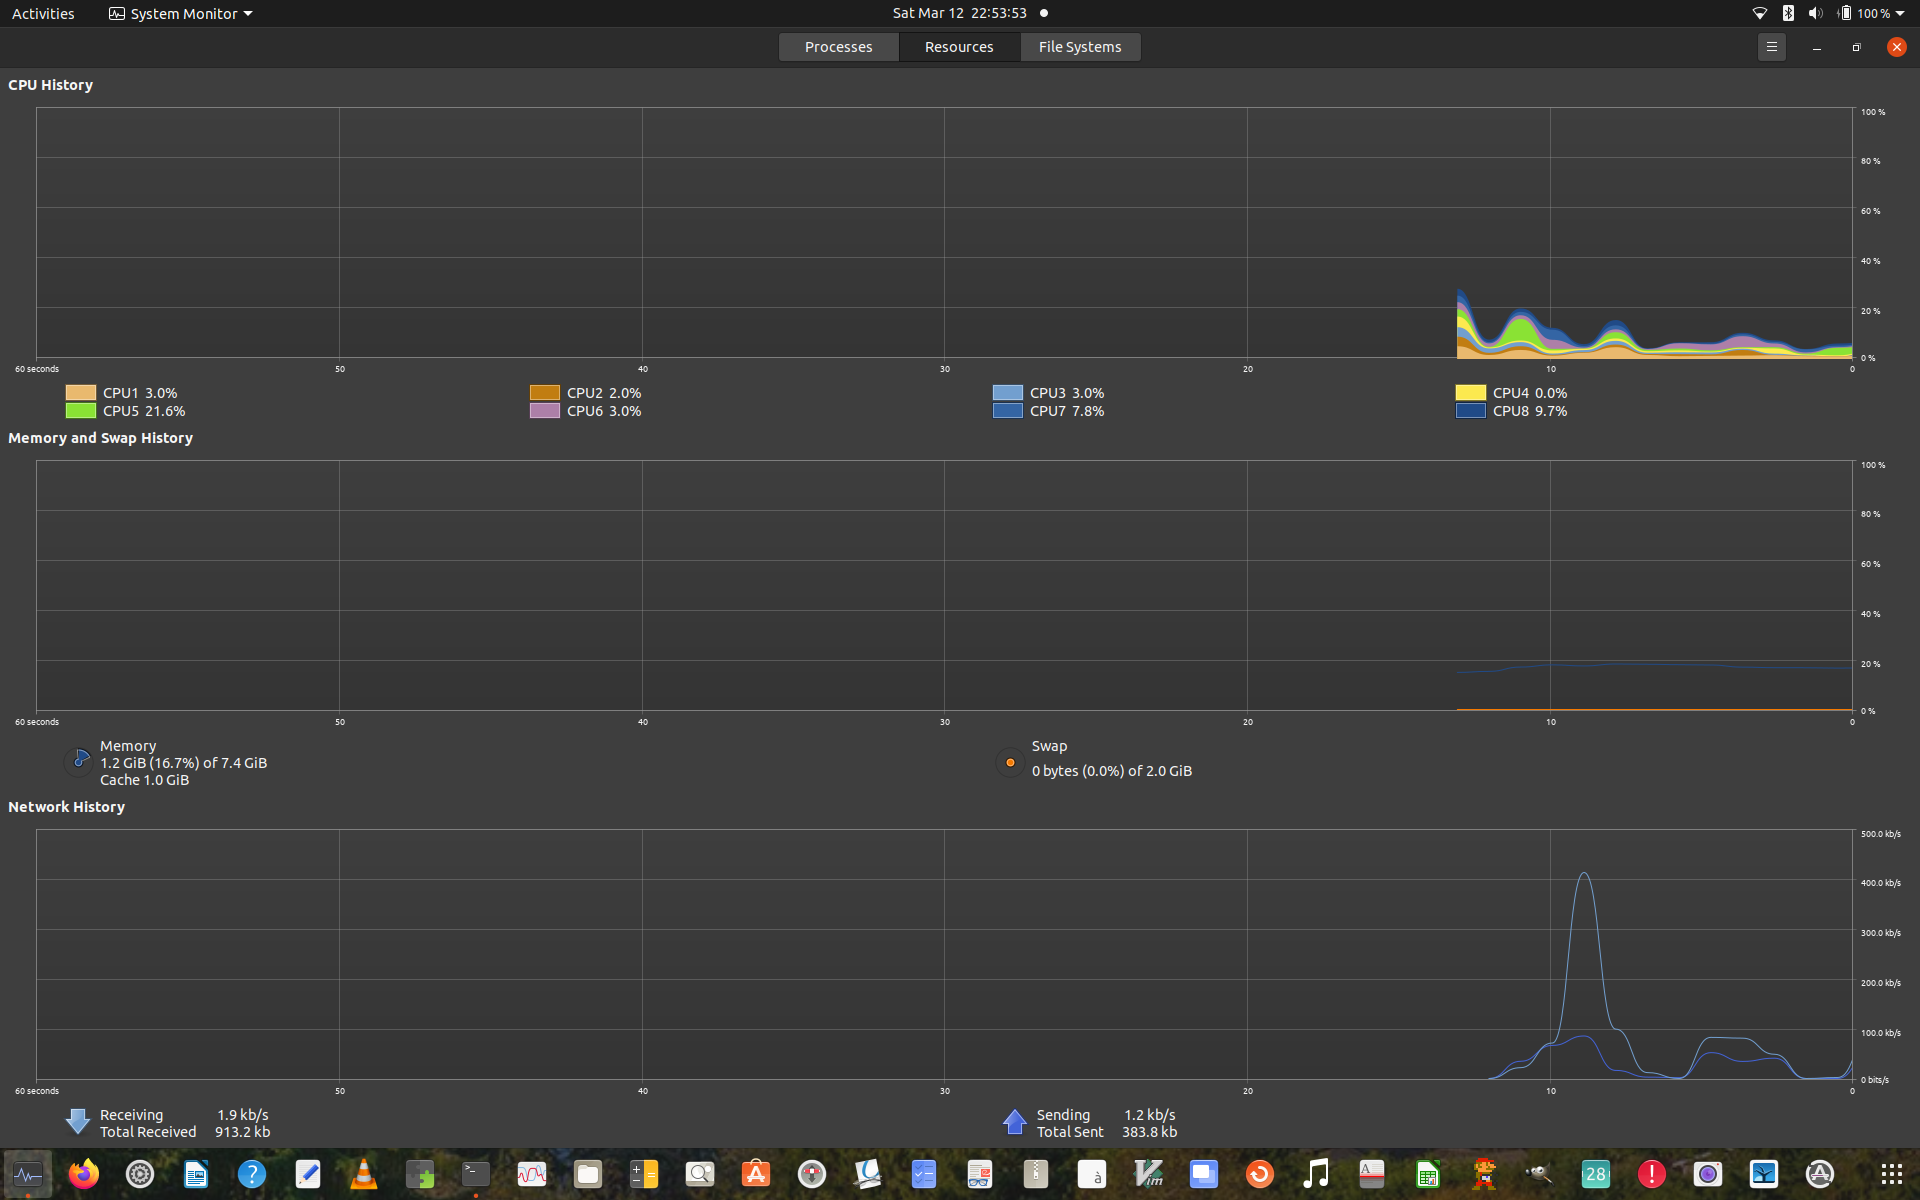 Activities System Monitor Sat Mar 12 22:53:53 100 %
Processes Resources File Systems
CPU History
100 %
80 %
60 %
40 %
20 %
0 %
60 seconds 50 40 30 20 10 0
CPU1 3.0% CPU2 2.0% CPU3 3.0% CPU4 0.0%
CPU5 21.6% CPU6 3.0% CPU7 7.8% CPU8 9.7%
Memory and Swap History
100 %
80 %
60 %
40 %
20 %
0 %
60 seconds 50 40 30 20 10 0
Memory
1.2 GiB (16.7%) of 7.4 GiB
Cache 1.0 GiB
Swap
0 bytes (0.0%) of 2.0 GiB
Network History
500.0 kb/s
400.0 kb/s
300.0 kb/s
200.0 kb/s
100.0 kb/s
0 bits/s
60 seconds 50 40 30 20 10 0
Receiving 1.9 kb/s
Total Received 913.2 kb
Sending 1.2 kb/s
Total Sent 383.8 kb
? >_ A à Vim A 28 !